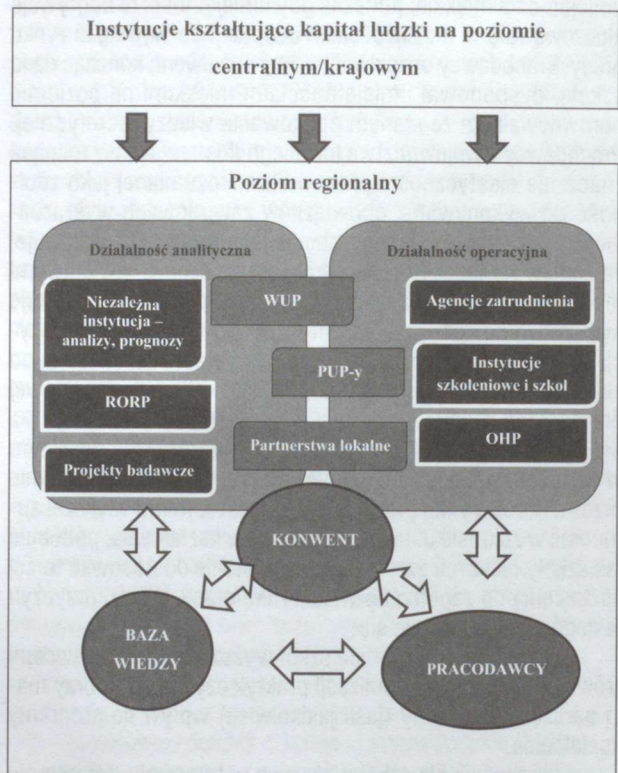 Instytucje kształtujące kapitał ludzki na poziomie
centralnym/krajowym
Poziom regionalny
Działalność analityczna
Działalność operacyjna
Niezależna
instytucja –
analizy, prognozy
WUP
Agencje zatrudnienia
PUP-y
Instytucje
szkoleniowe i szkoł
RORP
Partnerstwa lokalne
OHP
Projekty badawcze
KONWENT
BAZA
WIEDZY
PRACODAWCY